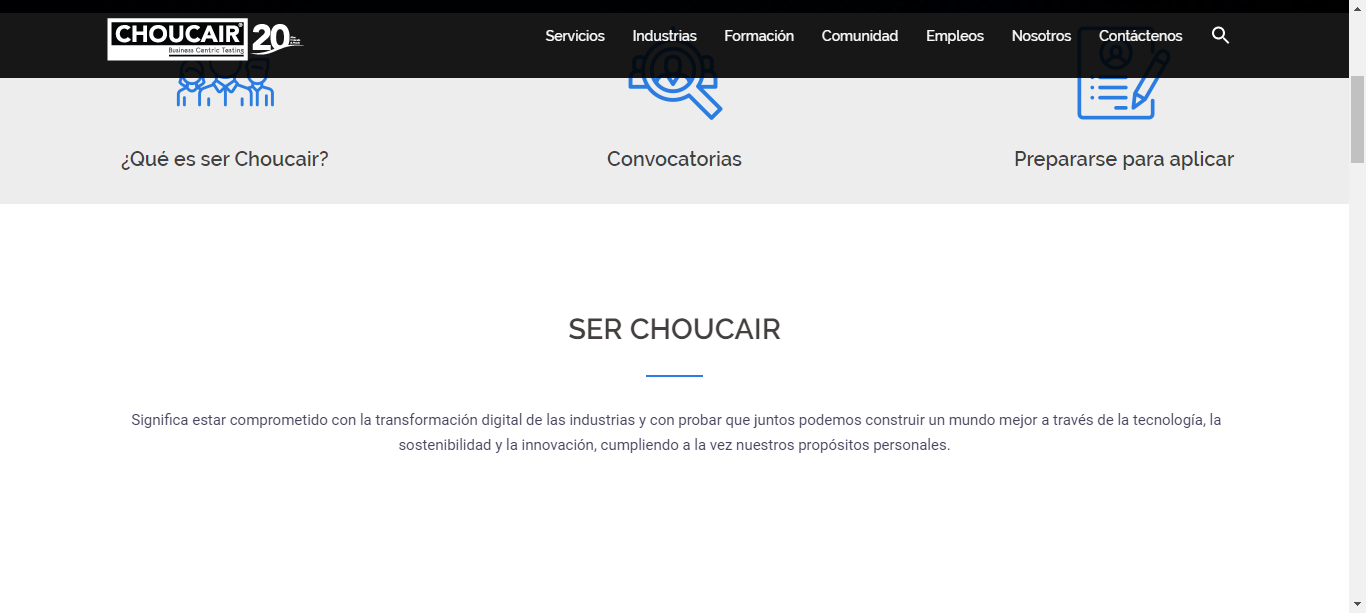 CHOUCAIR
Business Centric Testing
20
Servicios
Industrias
Formación
Comunidad
Empleos
Nosotros
Contáctenos
¿Qué es ser Choucair?
Convocatorias
Prepararse para aplicar
SER CHOUCAIR
Significa estar comprometido con la transformación digital de las industrias y con probar que juntos podemos construir un mundo mejor a través de la tecnología, la
sostenibilidad y la innovación, cumpliendo a la vez nuestros propósitos personales.